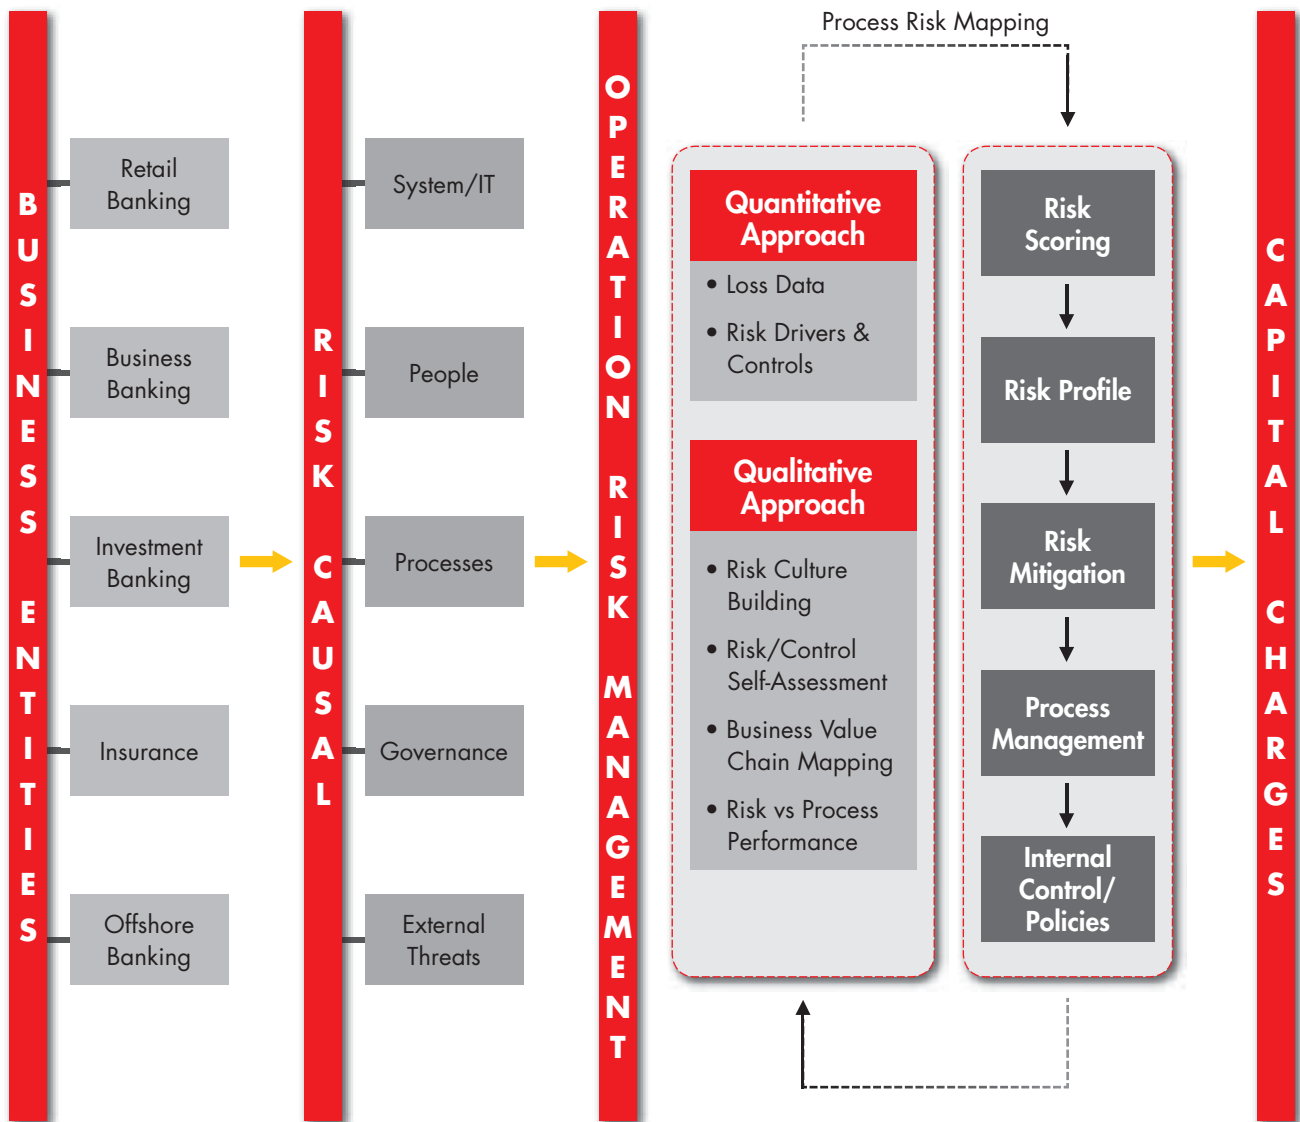 Process Risk Mapping
BUSINESS ENTITIES
Retail
Banking
Business
Banking
Investment
Banking
Insurance
Offshore
Banking
RISK CAUSAL
System/IT
People
Processes
Governance
External
Threats
OPERATION RISK MANAGEMENT
Quantitative
Approach
• Loss Data
• Risk Drivers &
Controls
Qualitative
Approach
• Risk Culture
Building
• Risk/Control
Self-Assessment
• Business Value
Chain Mapping
• Risk vs Process
Performance
Risk
Scoring
Risk Profile
Risk
Mitigation
Process
Management
Internal
Control/
Policies
CAPITAL CHARGES